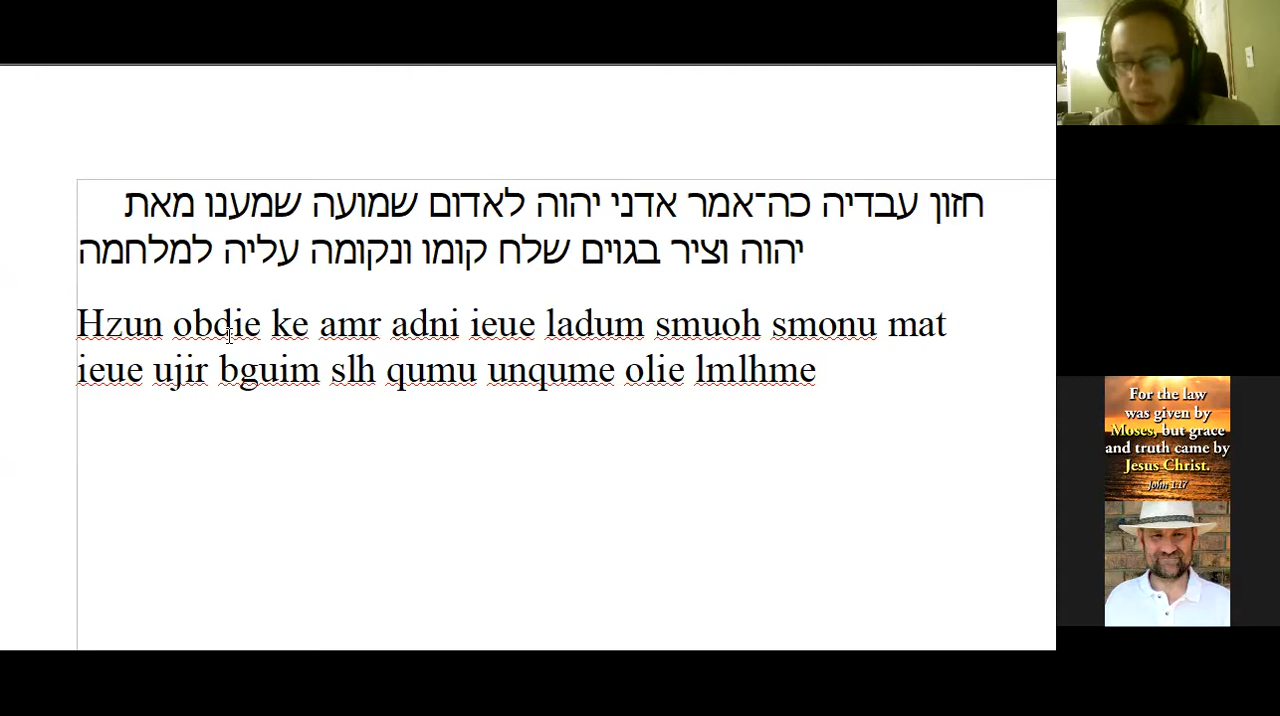 חזון עבדיה כה־אמר אדני יהוה לאדום שמועה שמענו מאת
יהוה וציר בגוים שלח קומו ונקומה עליה למלחמה
Hzun obdie ke amr adni ieue ladum smuoh smonu mat
ieue ujir bguim slh qumu unqume olie lmlhme
For the law
was given by
Moses, but grace
and truth came by
Jesus Christ.
John 1:17